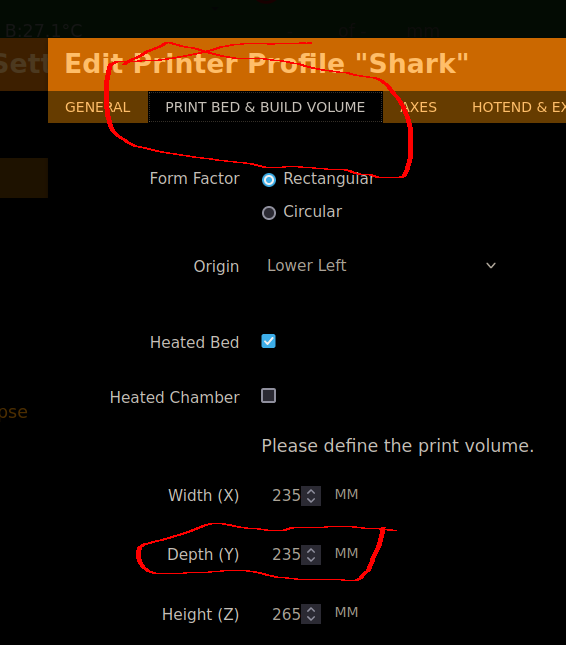 B:27.1°C
Sett
Edit Printer Profile "Shark"
GENERAL PRINT BED & BUILD VOLUME AXES HOTEND & EX
Form Factor Rectangular
Circular
Origin Lower Left
Heated Bed
Heated Chamber
ose
Please define the print volume.
Width (X) 235 MM
Depth (Y) 235 MM
Height (Z) 265 MM